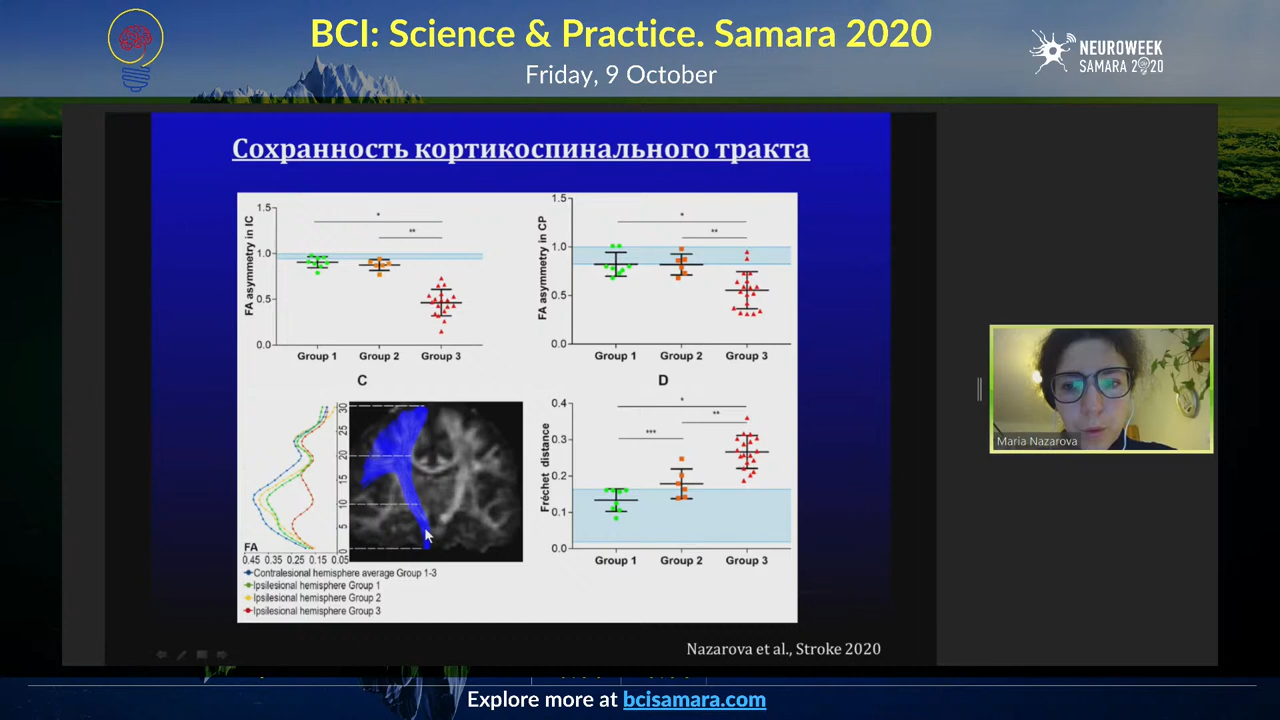 BCI: Science & Practice. Samara 2020
Friday, 9 October
NEUROWEEK
SAMARA 2020
Сохранность кортикоспинального тракта
FA asymmetry in IC
1.5
1.0
0.5
0.0
*
**
Group 1 Group 2 Group 3
FA asymmetry in CP
1.5
1.0
0.5
0.0
*
**
Group 1 Group 2 Group 3
C
D
30
25
20
15
10
5
0
FA
0.45 0.35 0.25 0.15 0.05
Contralesional hemisphere average Group 1-3
Ipsilesional hemisphere Group 1
Ipsilesional hemisphere Group 2
Ipsilesional hemisphere Group 3
Fréchet distance
0.4
0.3
0.2
0.1
0.0
*
**
***
Group 1 Group 2 Group 3
Nazarova et al., Stroke 2020
Maria Nazarova
Explore more at bcisamara.com